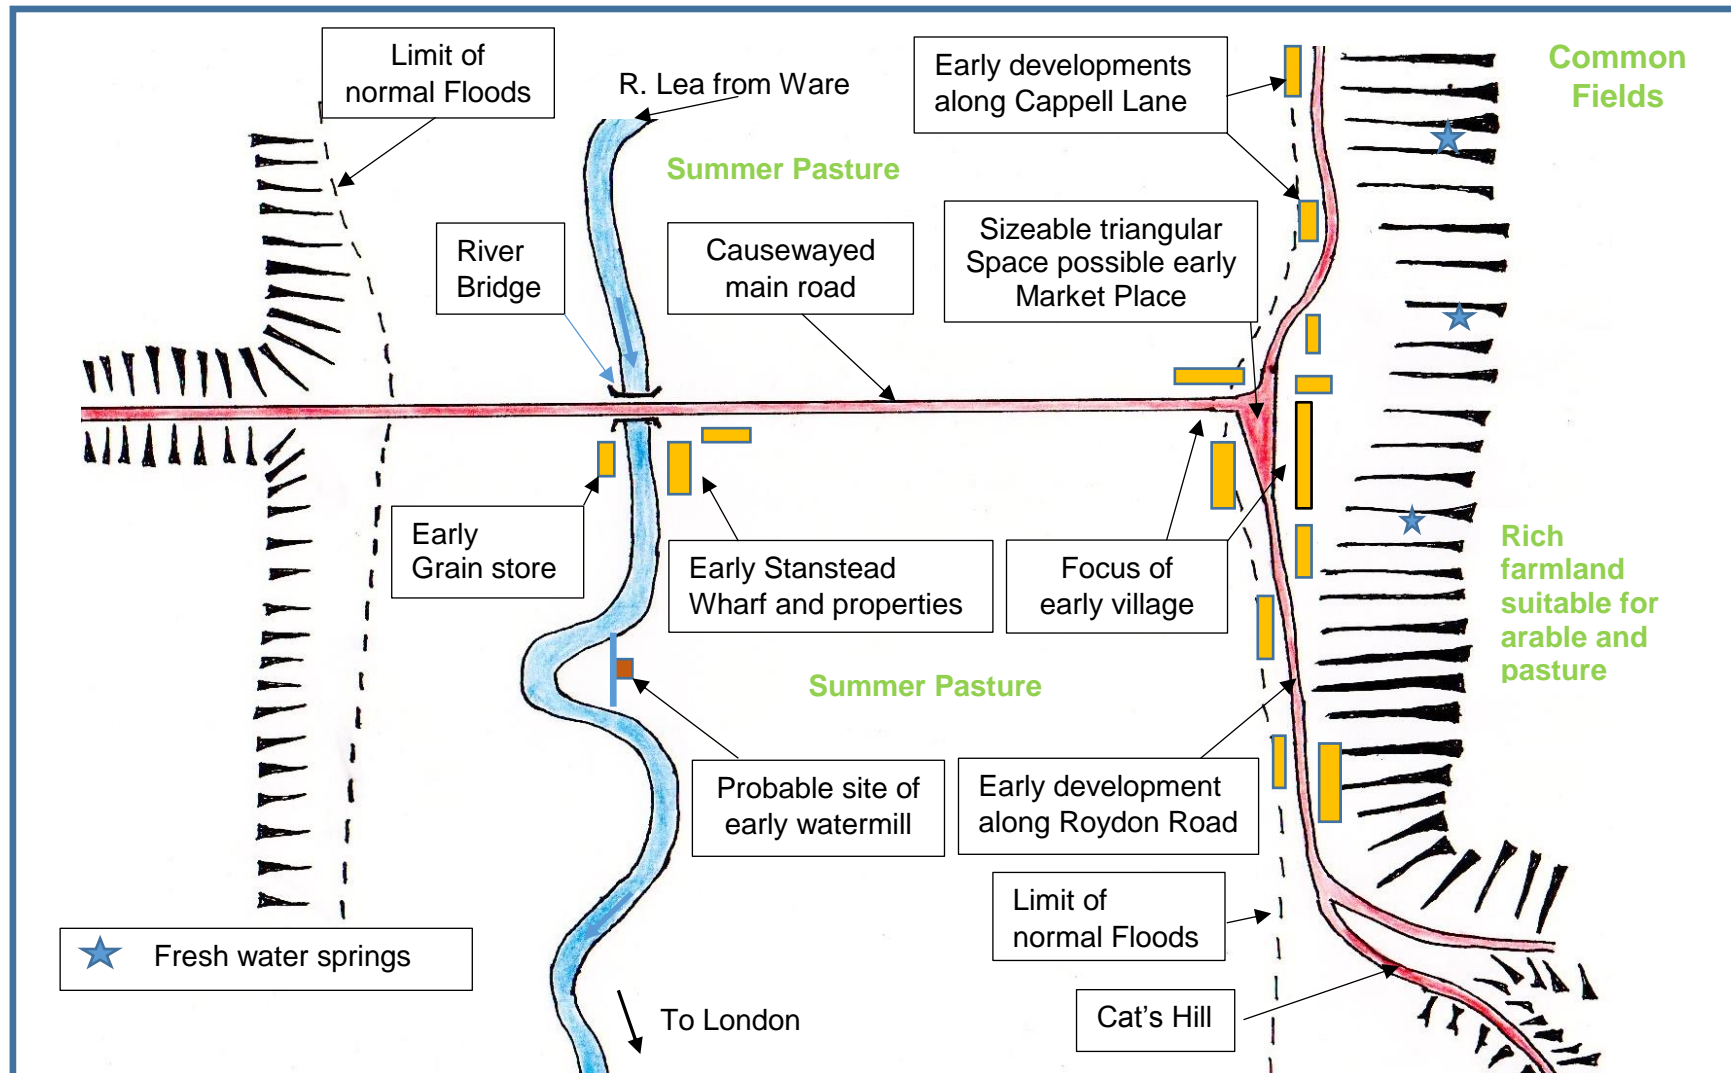 Limit of
normal Floods
R. Lea from Ware
Early developments
along Cappell Lane
Common
Fields
Summer Pasture
River
Bridge
Causewayed
main road
Sizeable triangular
Space possible early
Market Place
Early
Grain store
Early Stanstead
Wharf and properties
Focus of
early village
Rich
farmland
suitable for
arable and
pasture
Summer Pasture
Probable site of
early watermill
Early development
along Roydon Road
Limit of
normal Floods
Fresh water springs
To London
Cat's Hill